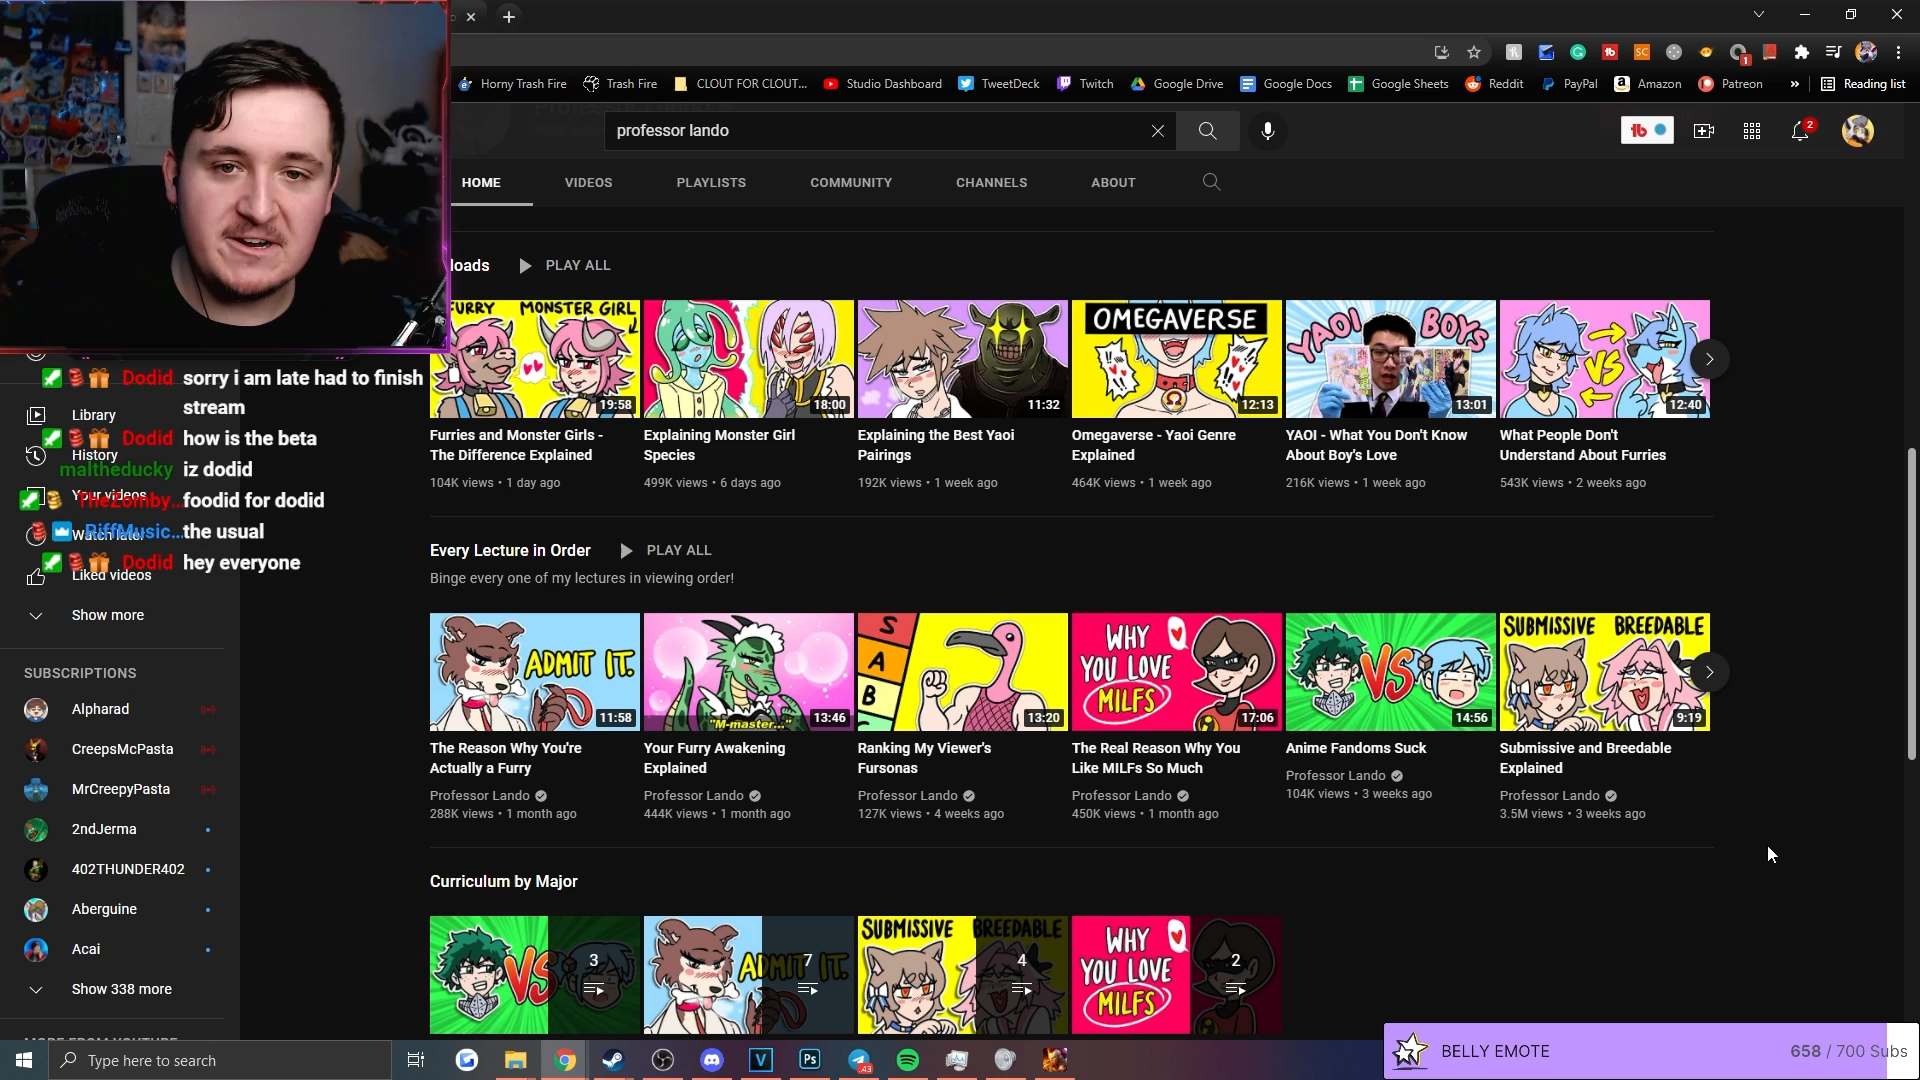 Horny Trash Fire
Trash Fire
CLOUT FOR CLOUT...
Studio Dashboard
TweetDeck
Twitch
Google Drive
Google Docs
Google Sheets
Reddit
PayPal
Amazon
Patreon
Reading list
professor lando
2
HOME
VIDEOS
PLAYLISTS
COMMUNITY
CHANNELS
ABOUT
loads
PLAY ALL
FURRY MONSTER GIRL
19:58
18:00
11:32
OMEGAVERSE
12:13
YAOI BOYS
13:01
VS
12:40
Furries and Monster Girls -
The Difference Explained
104K views • 1 day ago
Explaining Monster Girl
Species
499K views • 6 days ago
Explaining the Best Yaoi
Pairings
192K views • 1 week ago
Omegaverse - Yaoi Genre
Explained
464K views • 1 week ago
YAOI - What You Don't Know
About Boy's Love
216K views • 1 week ago
What People Don't
Understand About Furries
543K views • 2 weeks ago
Dodid sorry i am late had to finish
stream
Dodid how is the beta
maltheducky iz dodid
TheZomby... foodid for dodid
RiffMusic... the usual
Dodid hey everyone
Library
History
Your videos
Watch later
Liked videos
Show more
SUBSCRIPTIONS
Alpharad
CreepsMcPasta
MrCreepyPasta
2ndJerma
402THUNDER402
Aberguine
Acai
Show 338 more
MORE FROM YOUTUBE
Every Lecture in Order
PLAY ALL
Binge every one of my lectures in viewing order!
ADMIT IT.
11:58
"M-master..."
13:46
S
A
B
13:20
WHY
YOU LOVE
MILFS
17:06
VS
14:56
SUBMISSIVE BREEDABLE
9:19
The Reason Why You're
Actually a Furry
Professor Lando
288K views • 1 month ago
Your Furry Awakening
Explained
Professor Lando
444K views • 1 month ago
Ranking My Viewer's
Fursonas
Professor Lando
127K views • 4 weeks ago
The Real Reason Why You
Like MILFs So Much
Professor Lando
450K views • 1 month ago
Anime Fandoms Suck
Professor Lando
104K views • 3 weeks ago
Submissive and Breedable
Explained
Professor Lando
3.5M views • 3 weeks ago
Curriculum by Major
VS
3
ADMIT IT.
7
SUBMISSIVE BREEDABLE
4
WHY
YOU LOVE
MILFS
2
Type here to search
43
BELLY EMOTE
658 / 700 Subs